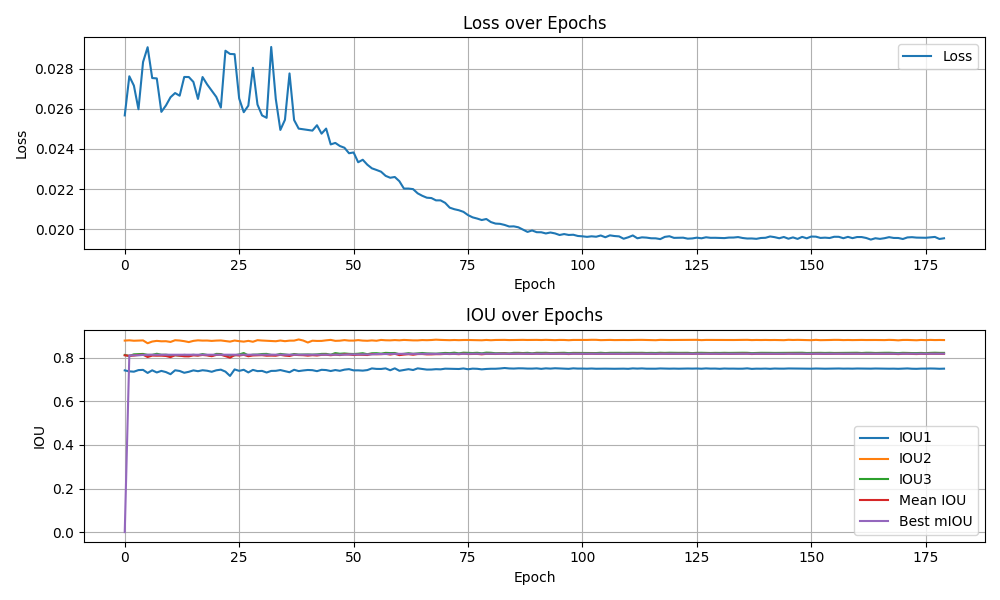 Loss over Epochs
Loss
0.028
0.026
0.024
0.022
0.020
Loss
0 25 50 75 100 125 150 175
Epoch
IOU over Epochs
0.8
0.6
0.4
0.2
0.0
IOU
IOU1
IOU2
IOU3
Mean IOU
Best mIOU
0 25 50 75 100 125 150 175
Epoch